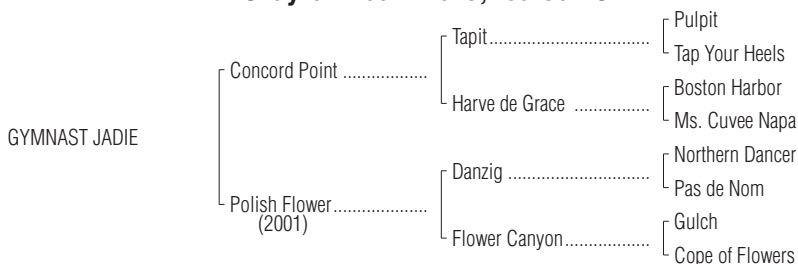 Pulpit
Tapit................................
Tap Your Heels
Concord Point .................
Boston Harbor
Harve de Grace ...............
Ms. Cuvee Napa
GYMNAST JADIE
Northern Dancer
Danzig ............................
Pas de Nom
Polish Flower...................
(2001)
Gulch
Flower Canyon.................
Cope of Flowers